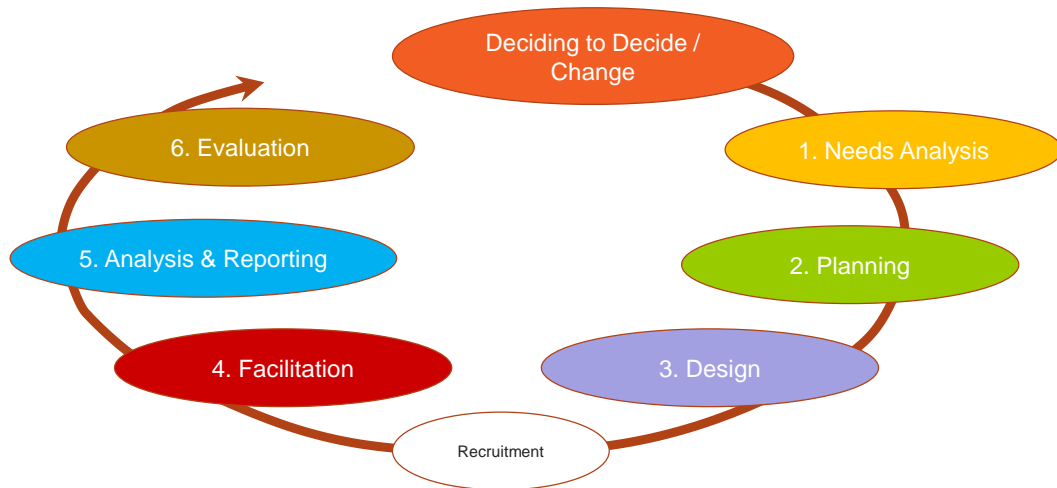 Deciding to Decide /
Change
1. Needs Analysis
2. Planning
3. Design
Recruitment
4. Facilitation
5. Analysis & Reporting
6. Evaluation